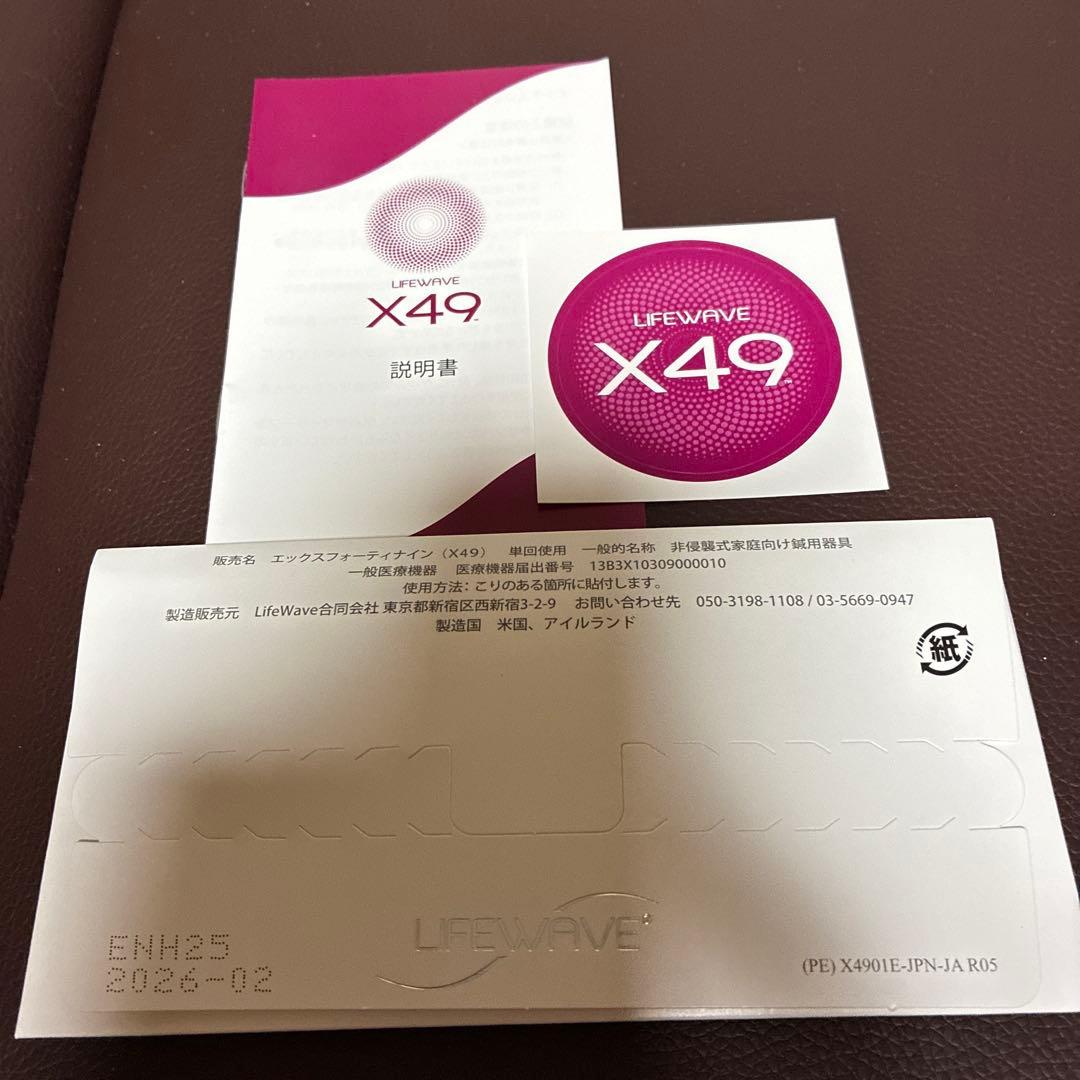 LIFEWAVE
X49™
説明書
LIFEWAVE
X49™
販売名 エックスフォーティナイン（X49） 単回使用 一般的名称 非侵襲式家庭向け鍼用器具
一般医療機器 医療機器届出番号 13B3X10309000010
使用方法：こりのある箇所に貼付します。
製造販売元 LifeWave合同会社 東京都新宿区西新宿3-2-9 お問い合わせ先 050-3198-1108 / 03-5669-0947
製造国 米国、アイルランド
紙
LIFEWAVE
ENH25
2026-02
(PE) X4901E-JPN-JA R05